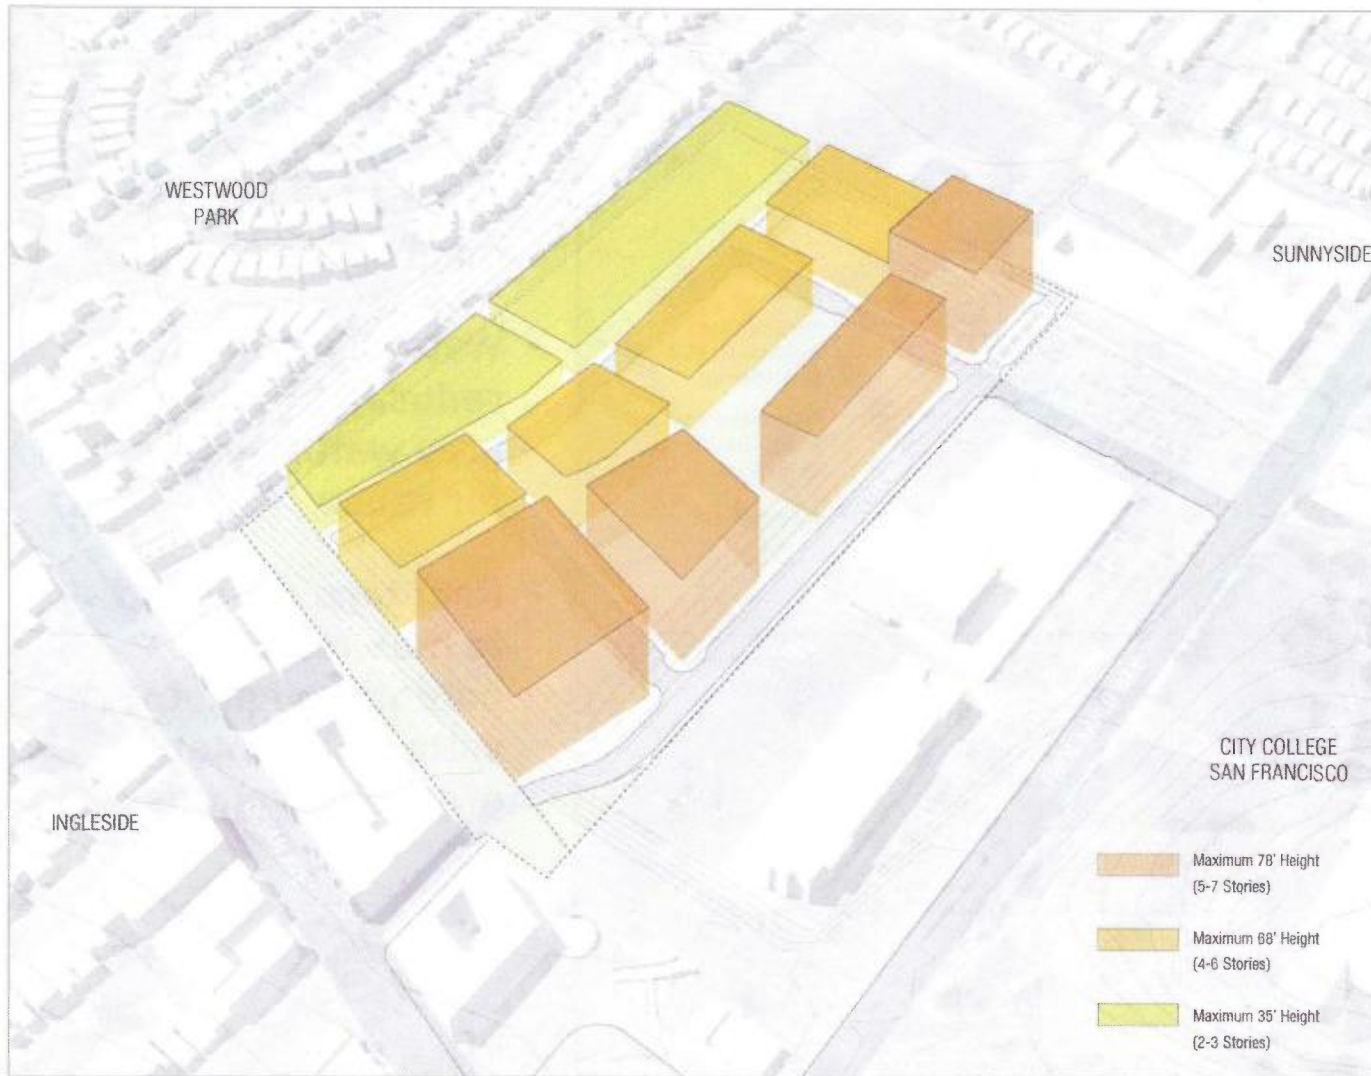 WESTWOOD
PARK
SUNNYSIDE
CITY COLLEGE
SAN FRANCISCO
INGLESIDE
Maximum 78' Height
(5-7 Stories)
Maximum 68' Height
(4-6 Stories)
Maximum 35' Height
(2-3 Stories)